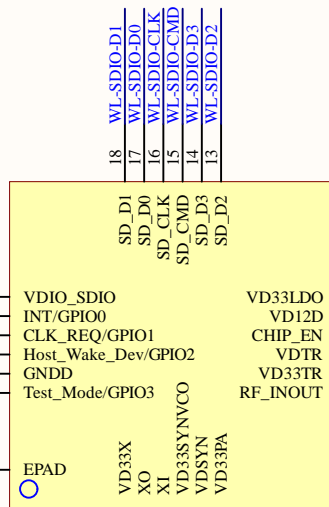 WL-SDIO-D1
WL-SDIO-D0
WL-SDIO-CLK
WL-SDIO-CMD
WL-SDIO-D3
WL-SDIO-D2
18
17
16
15
14
13
SD_D1
SD_D0
SD_CLK
SD_CMD
SD_D3
SD_D2
VDIO_SDIO
INT/GPIO0
CLK_REQ/GPIO1
Host_Wake_Dev/GPIO2
GNDD
Test_Mode/GPIO3
EPAD
VD33LDO
VD12D
CHIP_EN
VDTR
VD33TR
RF_INOUT
VD33X
XO
XI
VD33SYNVCO
VDSYN
VD33PA